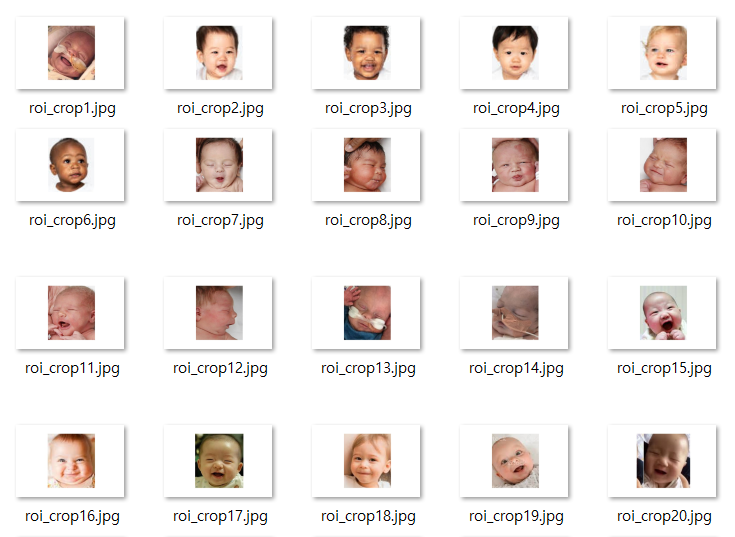 roi_crop1.jpg roi_crop2.jpg roi_crop3.jpg roi_crop4.jpg roi_crop5.jpg
roi_crop6.jpg roi_crop7.jpg roi_crop8.jpg roi_crop9.jpg roi_crop10.jpg
roi_crop11.jpg roi_crop12.jpg roi_crop13.jpg roi_crop14.jpg roi_crop15.jpg
roi_crop16.jpg roi_crop17.jpg roi_crop18.jpg roi_crop19.jpg roi_crop20.jpg